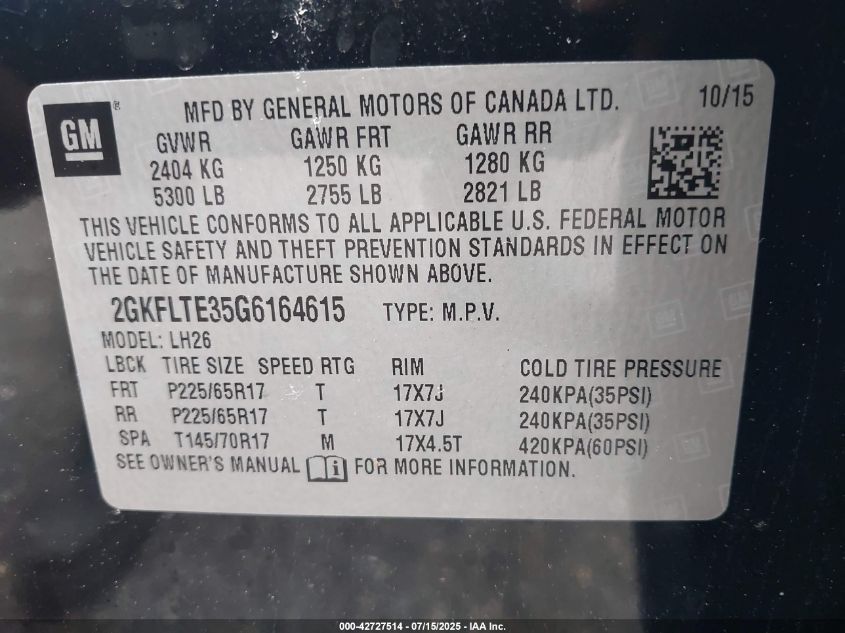 GM® MFD BY GENERAL MOTORS OF CANADA LTD. 10/15
GVWR GAWR FRT GAWR RR
2404 KG 1250 KG 1280 KG
5300 LB 2755 LB 2821 LB
THIS VEHICLE CONFORMS TO ALL APPLICABLE U.S. FEDERAL MOTOR
VEHICLE SAFETY AND THEFT PREVENTION STANDARDS IN EFFECT ON
THE DATE OF MANUFACTURE SHOWN ABOVE.
2GKFLTE35G6164615 TYPE: M.P.V.
MODEL: LH26
LBCK TIRE SIZE SPEED RTG RIM COLD TIRE PRESSURE
FRT P225/65R17 T 17X7J 240KPA(35PSI)
RR P225/65R17 T 17X7J 240KPA(35PSI)
SPA T145/70R17 M 17X4.5T 420KPA(60PSI)
SEE OWNER'S MANUAL i FOR MORE INFORMATION.
000-42727514 - 07/15/2025 - IAA Inc.